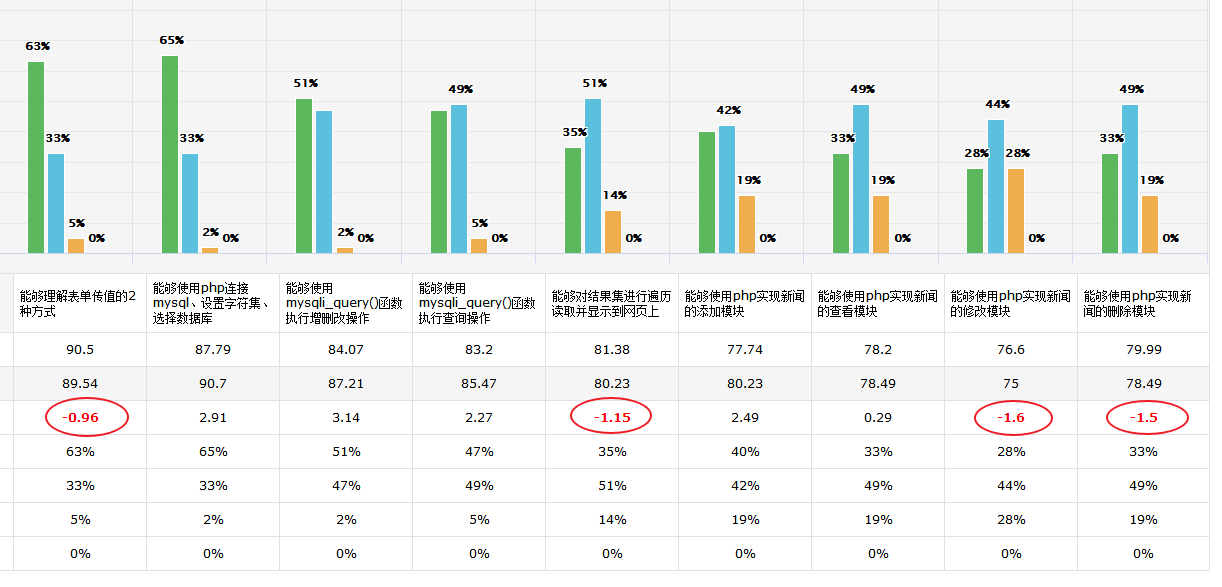 63%
33%
5%
0%
65%
33%
2%
0%
51%
2%
0%
49%
5%
0%
35%
51%
14%
0%
42%
19%
0%
33%
49%
19%
0%
28%
44%
28%
0%
33%
49%
19%
0%
能够理解表单传值的2
种方式
能够使用php连接
mysql、设置字符集、
选择数据库
能够使用
mysqli_query()函数
执行增删改操作
能够使用
mysqli_query()函数
执行查询操作
能够对结果集进行遍历
读取并显示到网页上
能够使用php实现新闻
的添加模块
能够使用php实现新闻
的查看模块
能够使用php实现新闻
的修改模块
能够使用php实现新
闻的删除模块
90.5 87.79 84.07 83.2 81.38 77.74 78.2 76.6 79.99
89.54 90.7 87.21 85.47 80.23 80.23 78.49 75 78.49
-0.96 2.91 3.14 2.27 -1.15 2.49 0.29 -1.6 -1.5
63% 65% 51% 47% 35% 40% 33% 28% 33%
33% 33% 47% 49% 51% 42% 49% 44% 49%
5% 2% 2% 5% 14% 19% 19% 28% 19%
0% 0% 0% 0% 0% 0% 0% 0% 0%